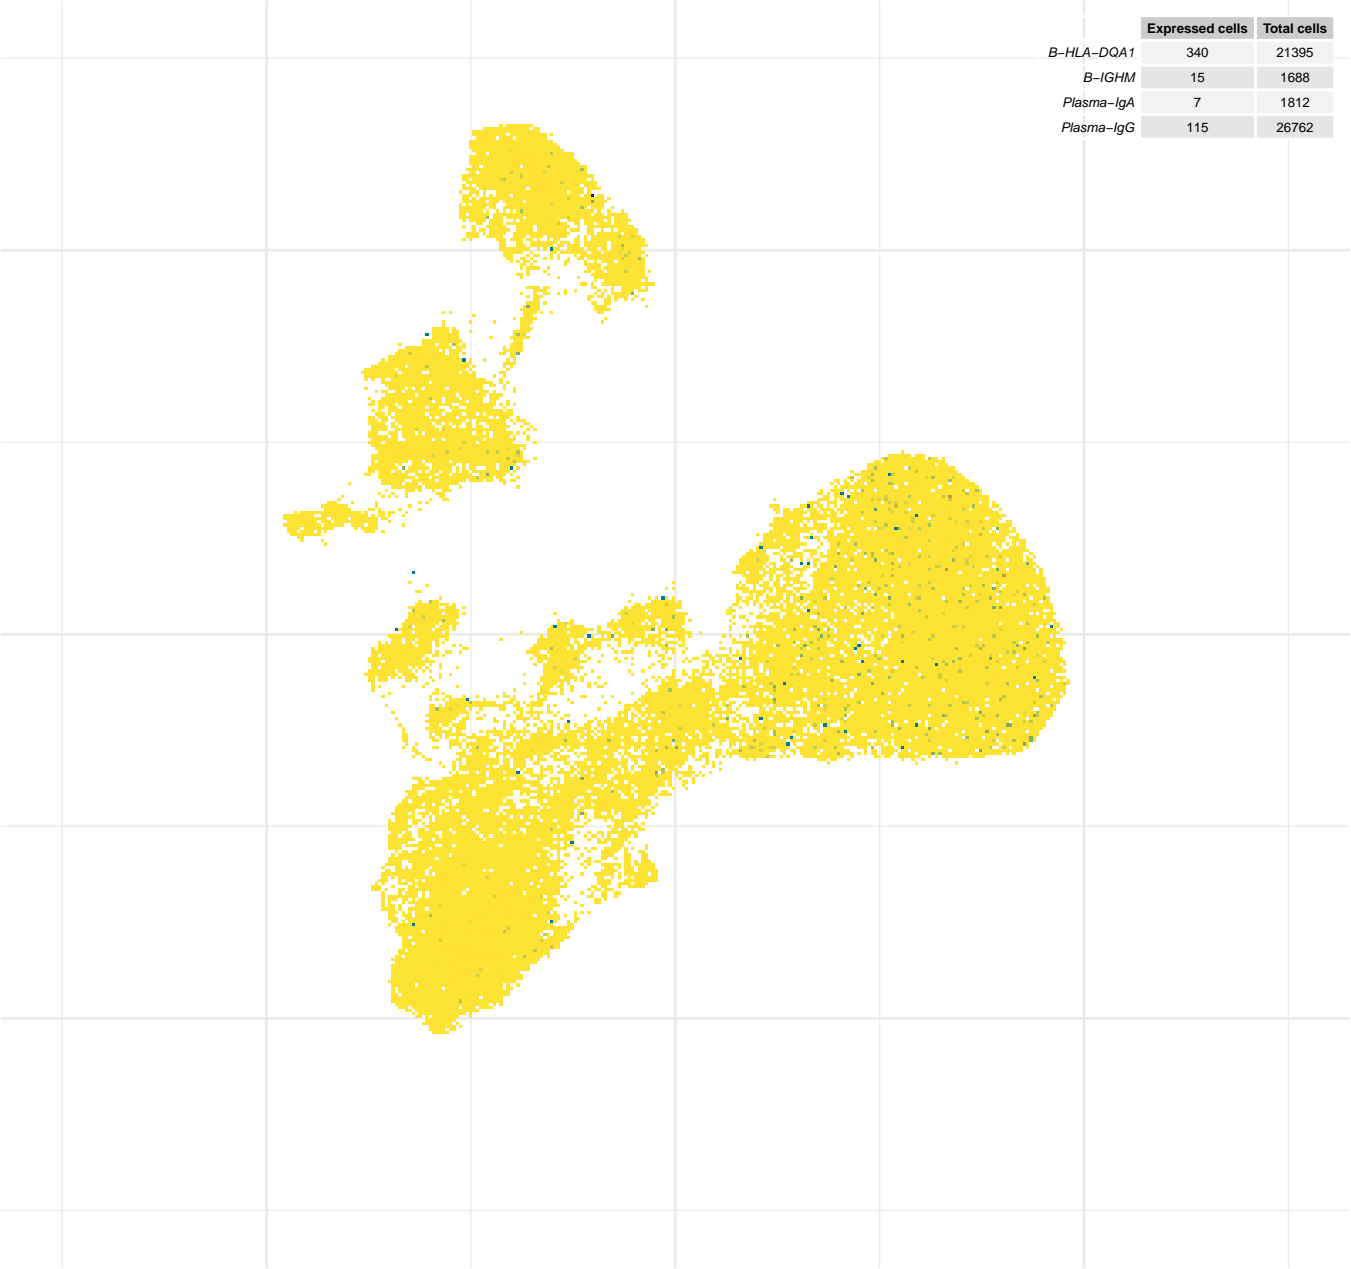 Expressed cells Total cells
B−HLA−DQA1 340 21395
B−IGHM 15 1688
Plasma−IgA 7 1812
Plasma−IgG 115 26762